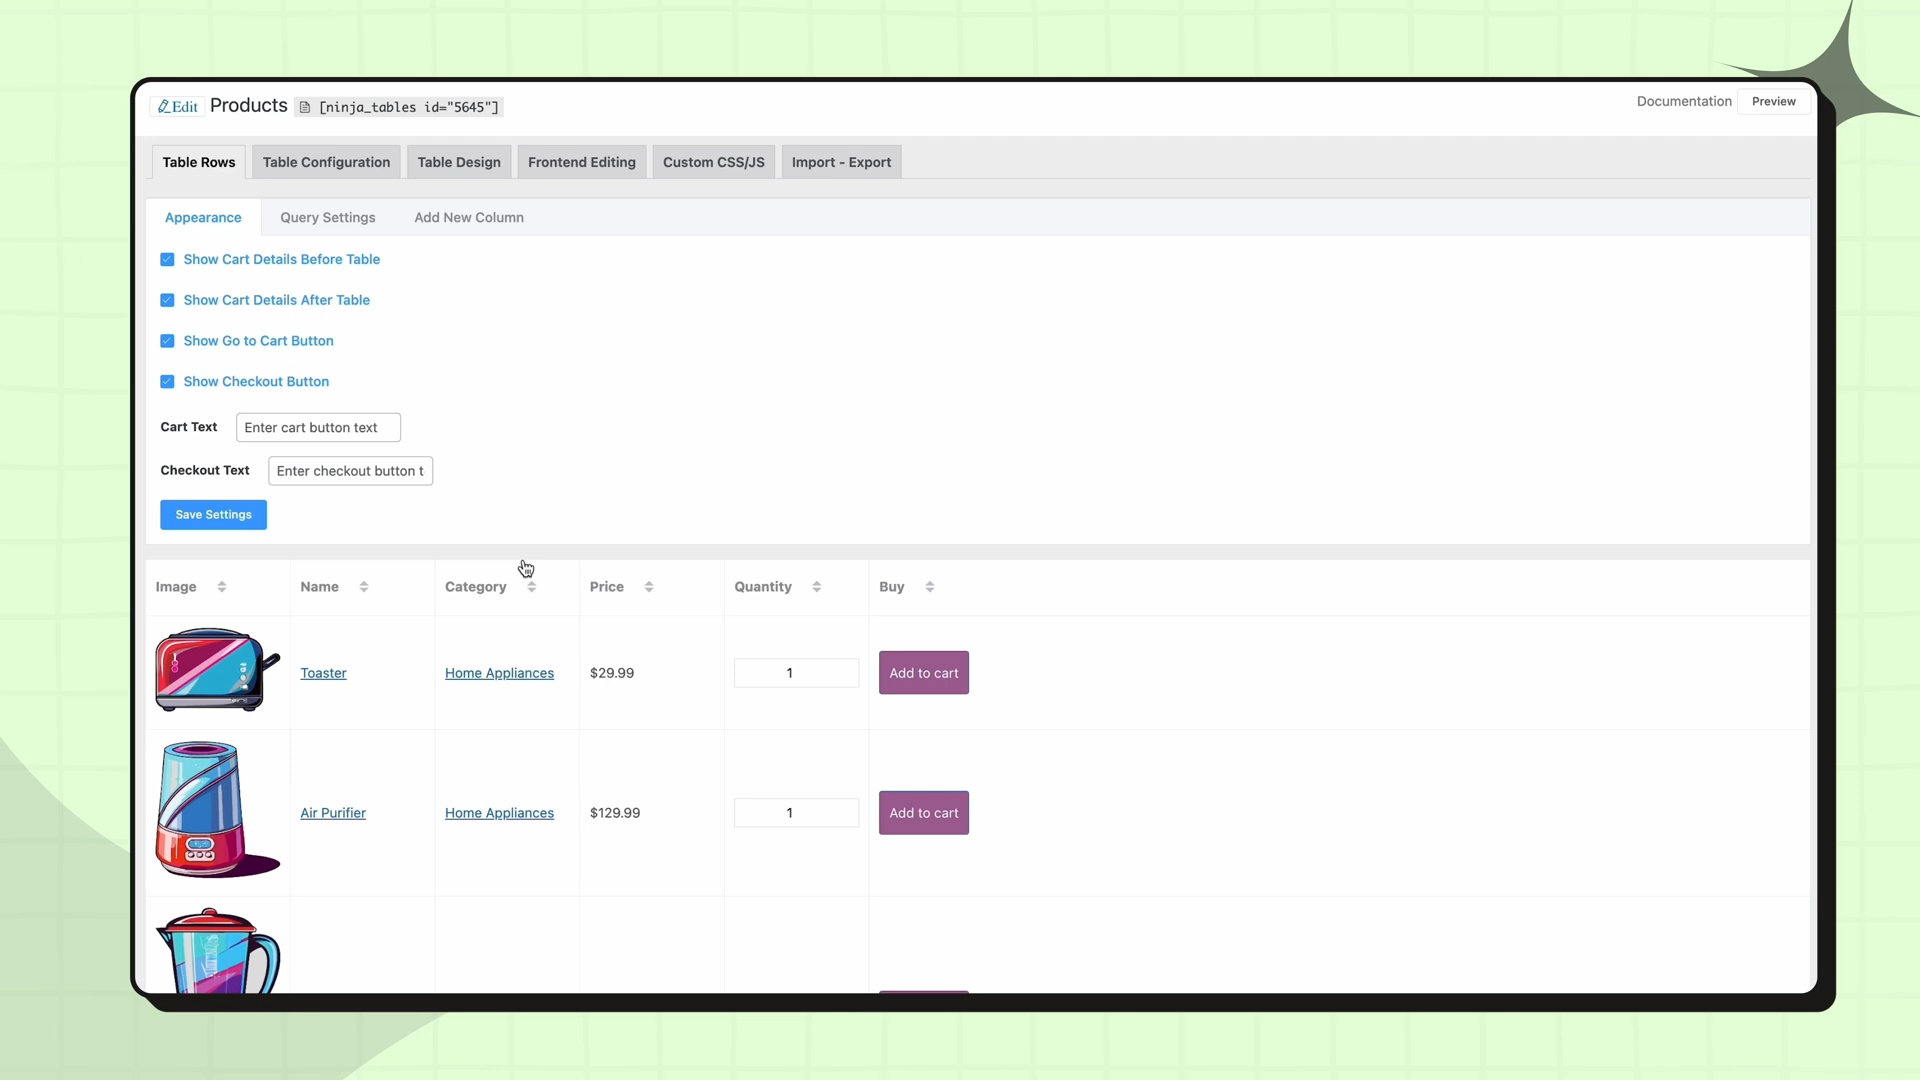 Edit Products [ninja_tables id="5645"] Documentation Preview
Table Rows Table Configuration Table Design Frontend Editing Custom CSS/JS Import - Export
Appearance Query Settings Add New Column
Show Cart Details Before Table
Show Cart Details After Table
Show Go to Cart Button
Show Checkout Button
Cart Text Enter cart button text
Checkout Text Enter checkout button t
Save Settings
Image Name Category Price Quantity Buy
Toaster Home Appliances $29.99 1 Add to cart
Air Purifier Home Appliances $129.99 1 Add to cart